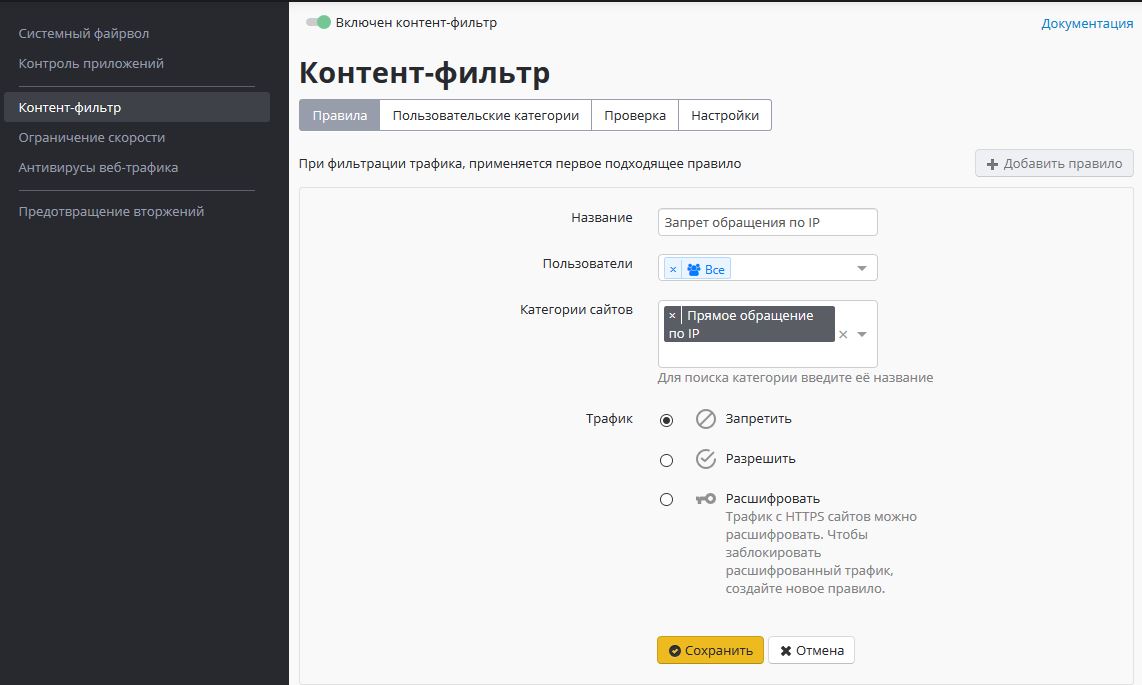 Системный файрвол
Контроль приложений
Контент-фильтр
Ограничение скорости
Антивирусы веб-трафика
Предотвращение вторжений
Включен контент-фильтр
Документация
Контент-фильтр
Правила
Пользовательские категории
Проверка
Настройки
При фильтрации трафика, применяется первое подходящее правило
Добавить правило
Название
Запрет обращения по IP
Пользователи
× Все
Категории сайтов
× Прямое обращение
по IP
×
Для поиска категории введите её название
Трафик
Запретить
Разрешить
Расшифровать
Трафик с HTTPS сайтов можно
расшифровать. Чтобы
заблокировать
расшифрованный трафик,
создайте новое правило.
Сохранить
Отмена